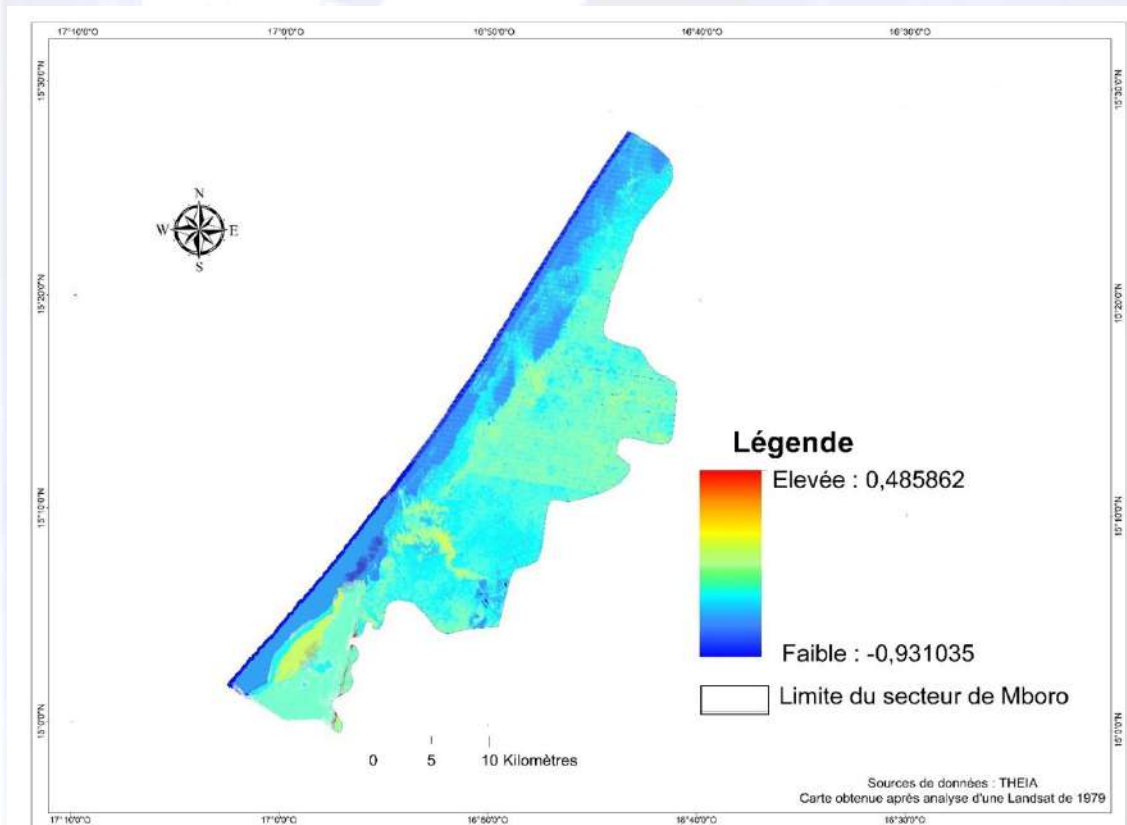 17°10'0"O 17°0'0"O 16°50'0"O 16°40'0"O 16°30'0"O
15°30'0"N 15°30'0"N
N
W E
S
15°20'0"N 15°20'0"N
Légende
Elevée : 0,485862
15°10'0"N 15°10'0"N
Faible : -0,931035
Limite du secteur de Mboro
15°0'0"N 15°0'0"N
0 5 10 Kilomètres
Sources de données : THEIA
Carte obtenue après analyse d'une Landsat de 1979
17°10'0"O 17°0'0"O 16°50'0"O 16°40'0"O 16°30'0"O